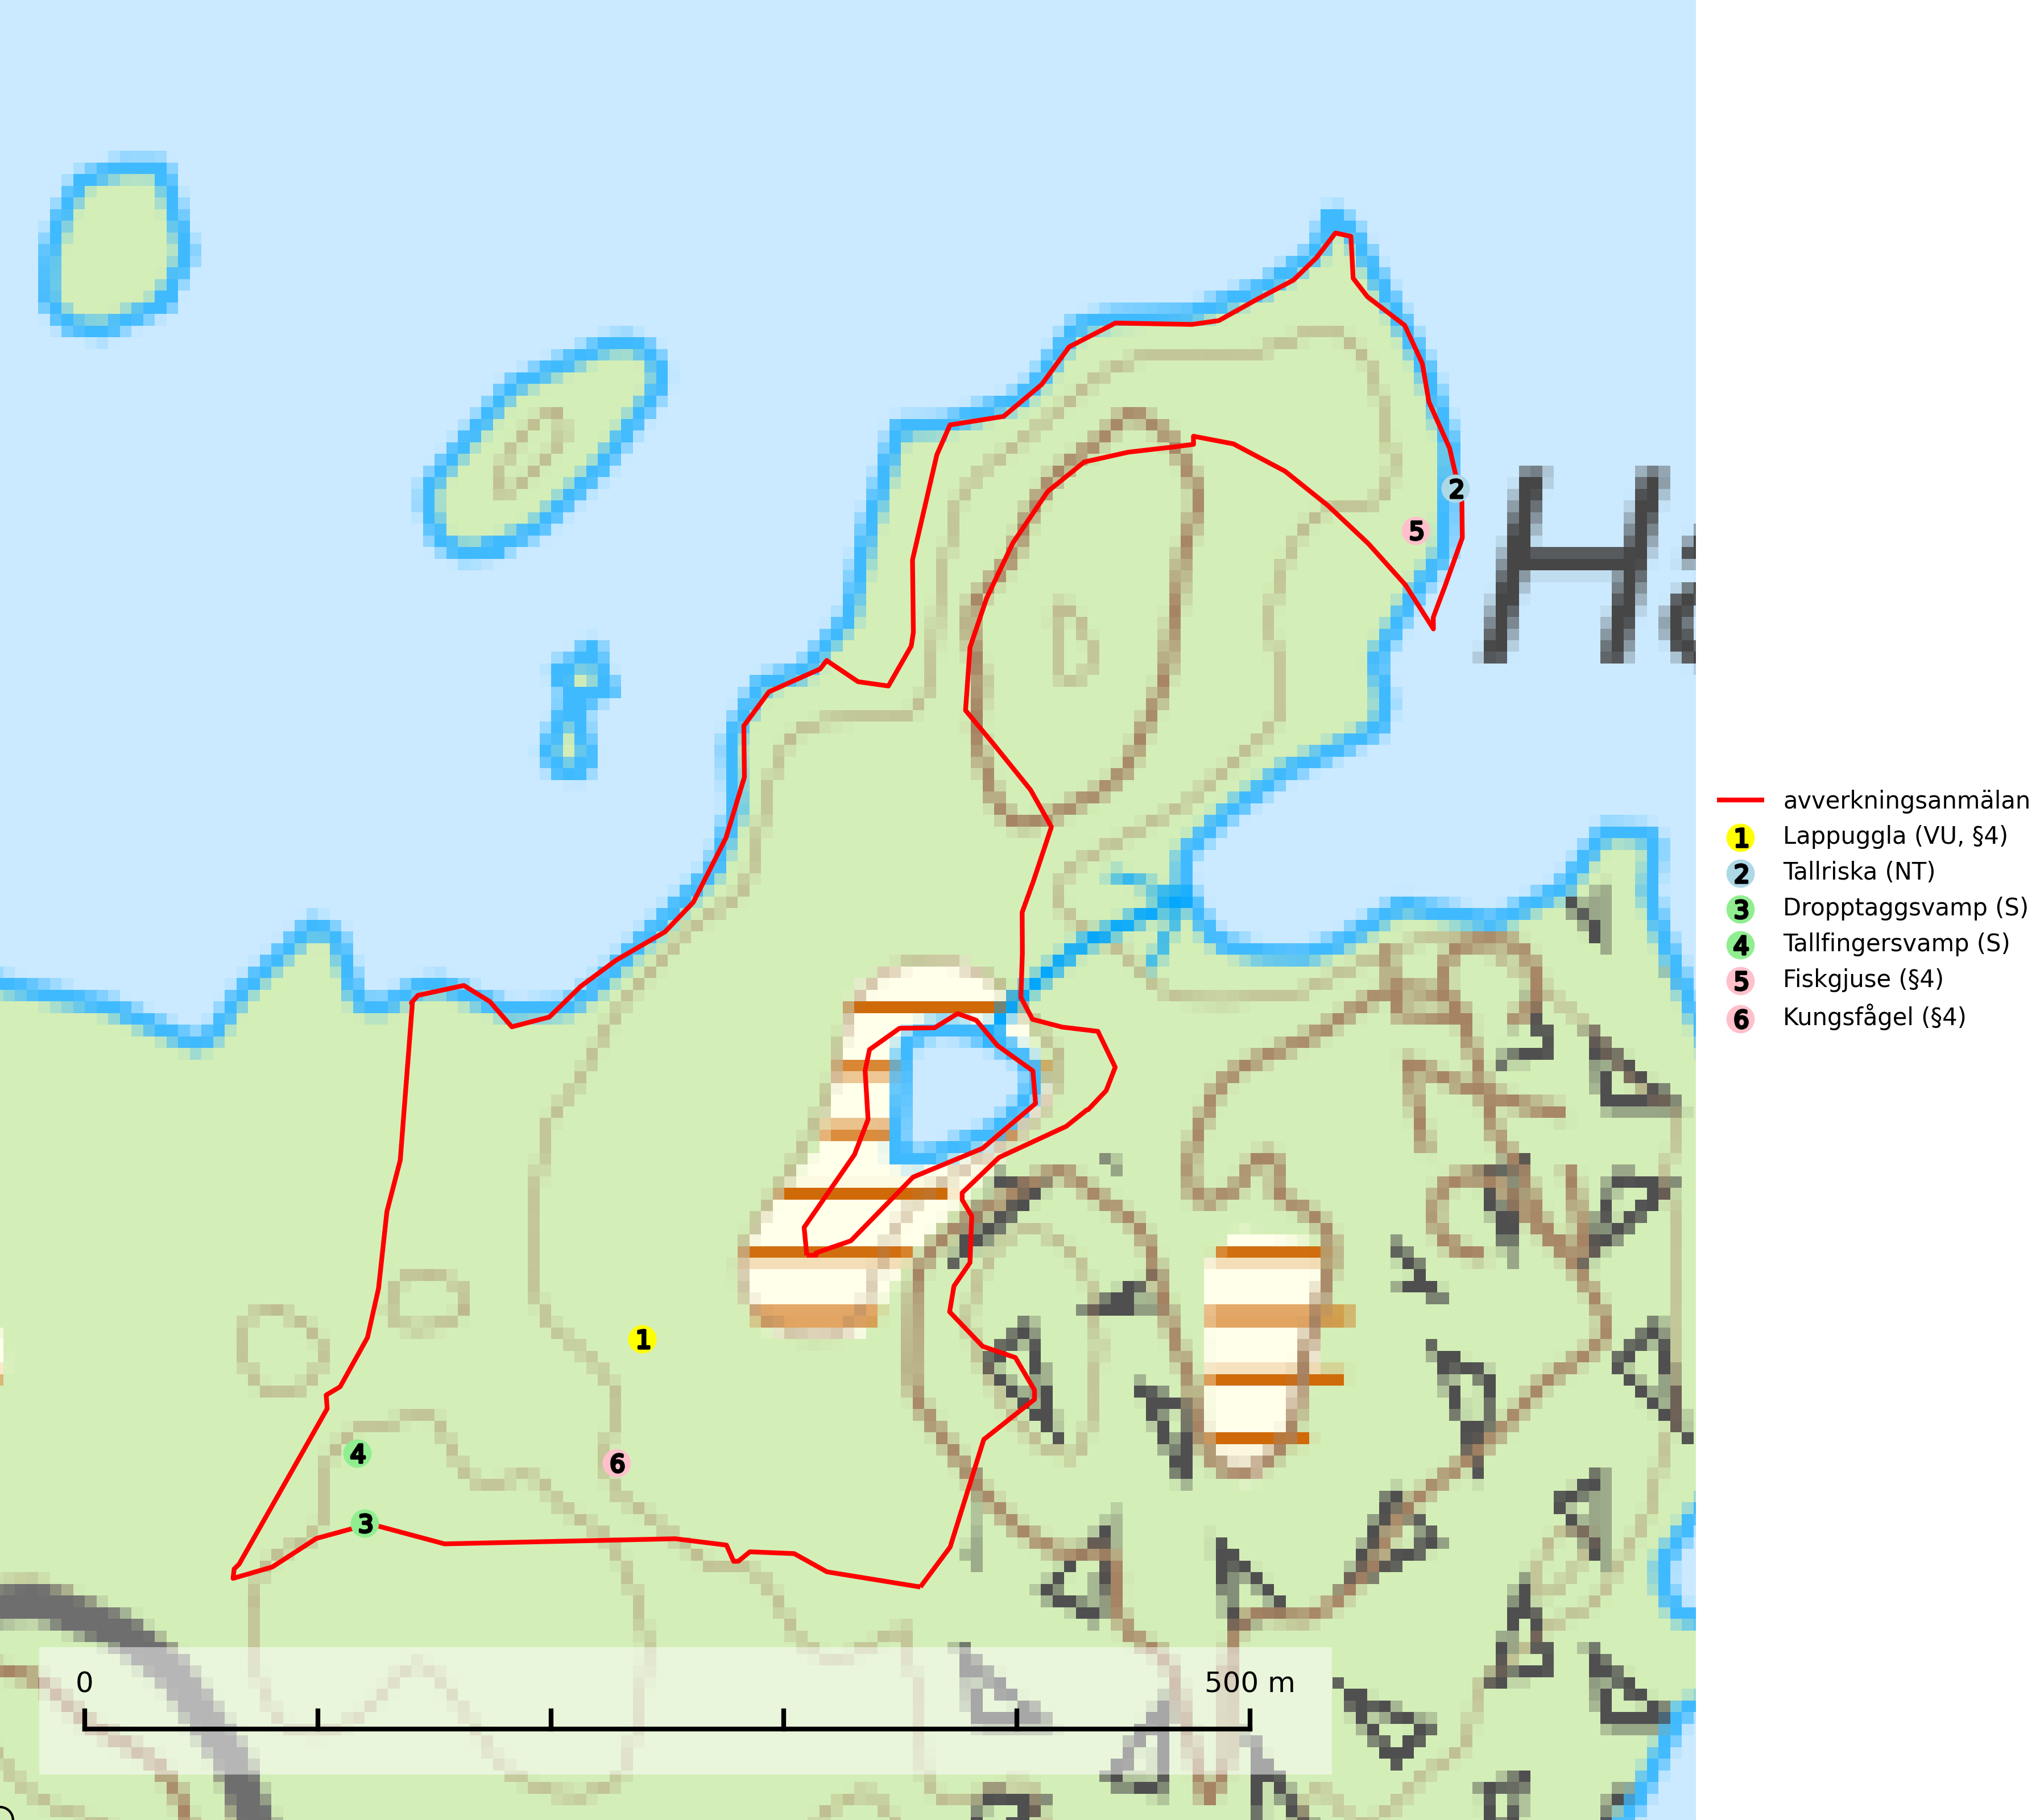 2
5
H
1
4
6
3
0
500 m
avverkningsanmälan
1 Lappuggla (VU, §4)
2 Tallriska (NT)
3 Dropptaggsvamp (S)
4 Tallfingersvamp (S)
5 Fiskgjuse (§4)
6 Kungsfågel (§4)